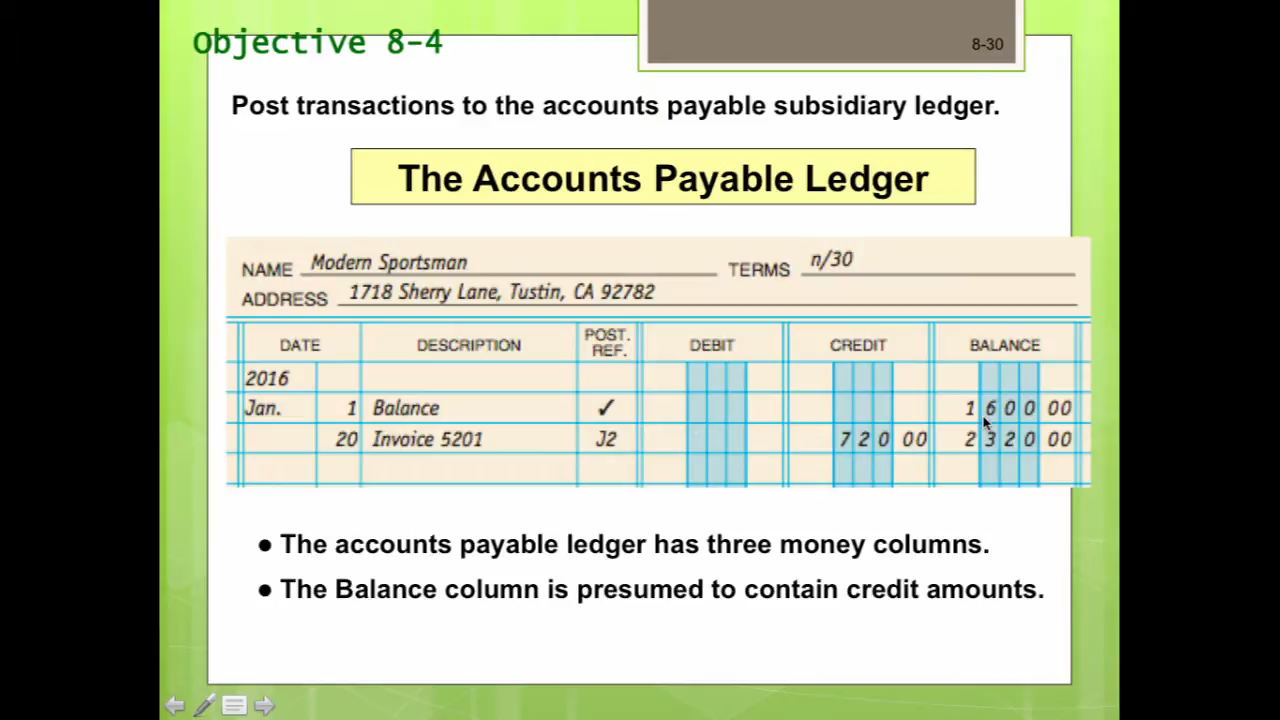 Objective 8-4
8-30
Post transactions to the accounts payable subsidiary ledger.
The Accounts Payable Ledger
NAME Modern Sportsman TERMS n/30
ADDRESS 1718 Sherry Lane, Tustin, CA 92782
DATE DESCRIPTION POST. REF. DEBIT CREDIT BALANCE
2016
Jan. 1 Balance ✓ 1 6 0 0 00
20 Invoice 5201 J2 7 2 0 00 2 3 2 0 00
● The accounts payable ledger has three money columns.
● The Balance column is presumed to contain credit amounts.